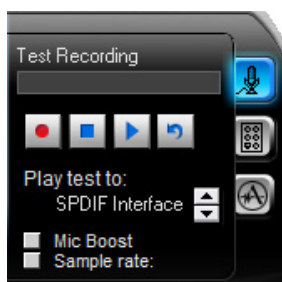 Test Recording
Play test to:
SPDIF Interface
Mic Boost
Sample rate: